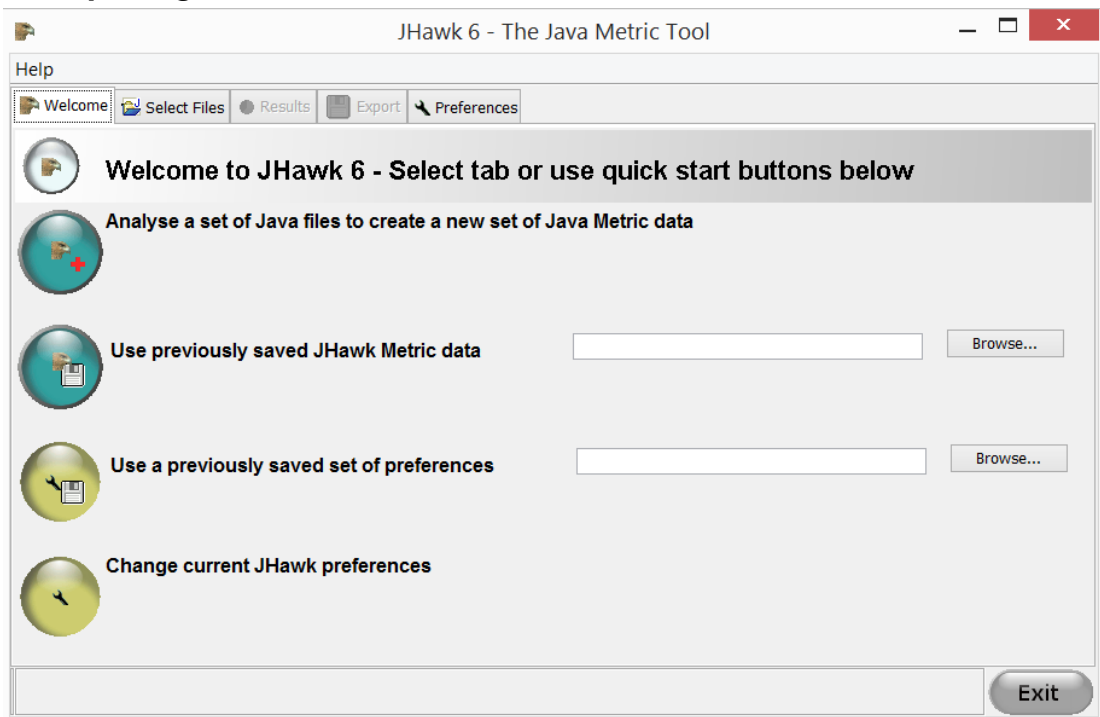 JHawk 6 - The Java Metric Tool
Help
Welcome Select Files Results Export Preferences
Welcome to JHawk 6 - Select tab or use quick start buttons below
Analyse a set of Java files to create a new set of Java Metric data
Use previously saved JHawk Metric data Browse...
Use a previously saved set of preferences Browse...
Change current JHawk preferences
Exit